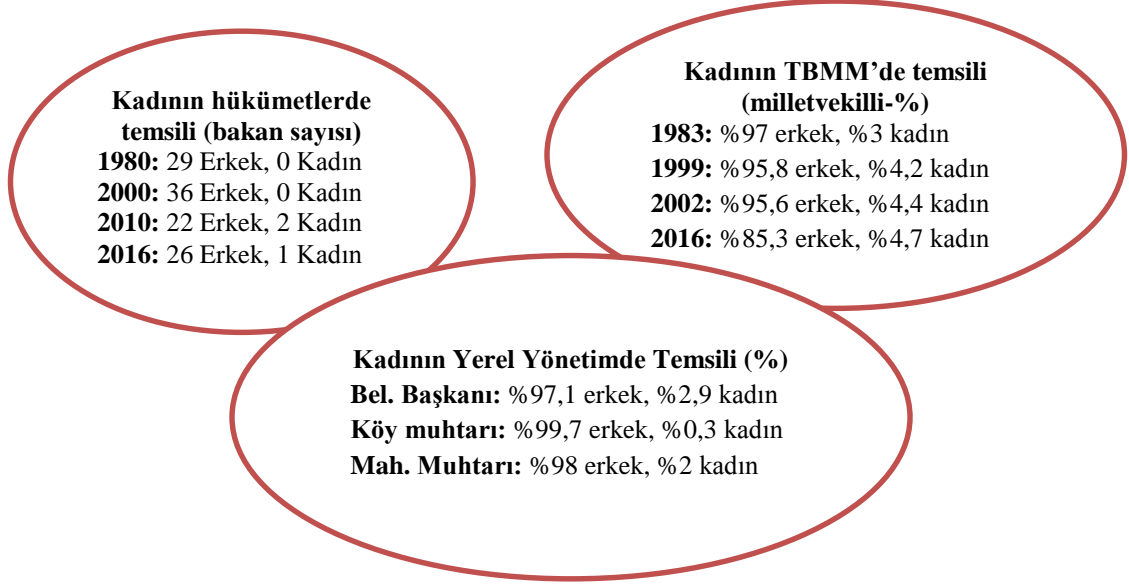 Kadının hükümetlerde
temsili (bakan sayısı)
1980: 29 Erkek, 0 Kadın
2000: 36 Erkek, 0 Kadın
2010: 22 Erkek, 2 Kadın
2016: 26 Erkek, 1 Kadın
Kadının TBMM’de temsili
(milletvekilli-%)
1983: %97 erkek, %3 kadın
1999: %95,8 erkek, %4,2 kadın
2002: %95,6 erkek, %4,4 kadın
2016: %85,3 erkek, %4,7 kadın
Kadının Yerel Yönetimde Temsili (%)
Bel. Başkanı: %97,1 erkek, %2,9 kadın
Köy muhtarı: %99,7 erkek, %0,3 kadın
Mah. Muhtarı: %98 erkek, %2 kadın